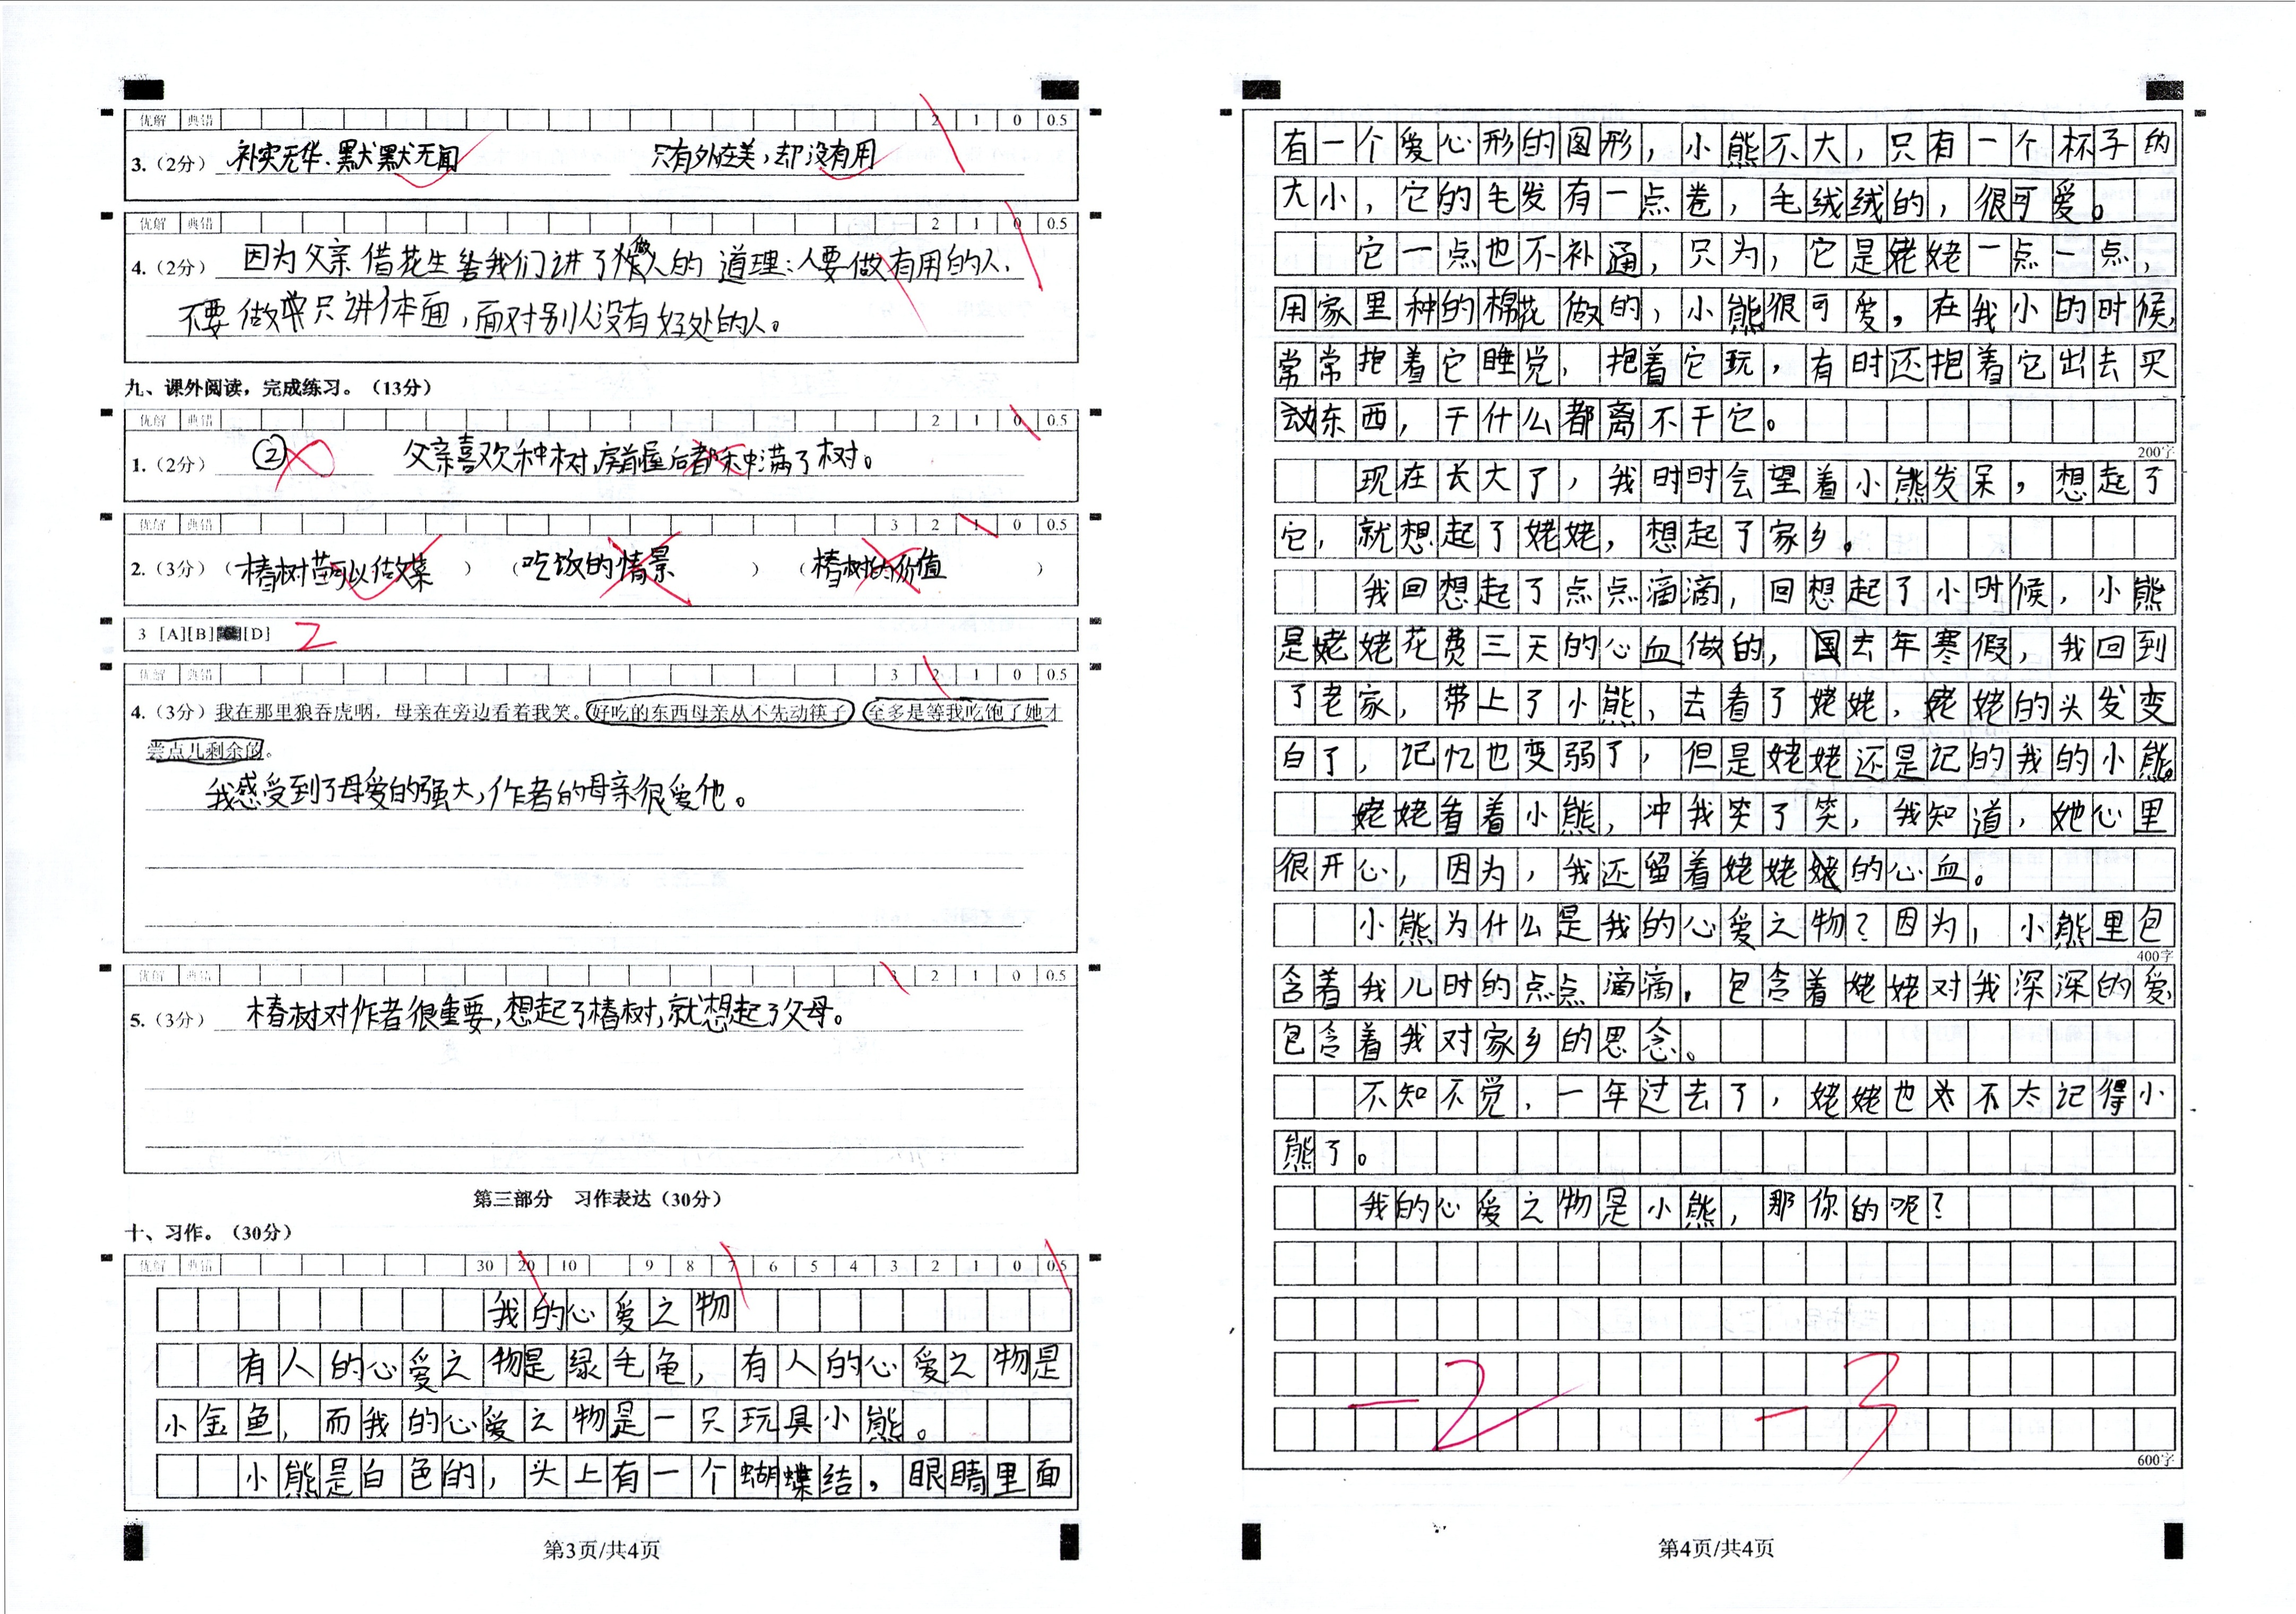 优解 典错 2 1 0 0.5
3.（2分） 补实无华、默默无闻 只有外在美，却没有用
优解 典错 2 1 0 0.5
4.（2分） 因为父亲借花生给我们讲了做人的道理：人要做有用的人，
不要做只讲体面，面对别人没有好处的人。
九、课外阅读，完成练习。（13分）
优解 典错 2 1 0 0.5
1.（2分） ② 父亲喜欢种树，房前屋后都种满了树。
优解 典错 3 2 1 0 0.5
2.（3分）（椿树苗可以做菜）（吃饭的情景）（椿树的价值）
3 [A][B] [D] 2
优解 典错 3 2 1 0 0.5
4.（3分）我在那里狼吞虎咽，母亲在旁边看着我笑。好吃的东西母亲从不先动筷子，至多是等我吃饱了她才
尝点儿剩余的。
我感受到了母爱的强大，作者的母亲很爱他。
优解 典错 3 2 1 0 0.5
5.（3分） 椿树对作者很重要，想起了椿树，就想起了父母。
第三部分 习作表达（30分）
十、习作。（30分）
优解 典错 30 20 10 9 8 7 6 5 4 3 2 1 0 0.5
我的心爱之物
有人的心爱之物是绿毛龟，有人的心爱之物是
小金鱼，而我的心爱之物是一只玩具小熊。
小熊是白色的，头上有一个蝴蝶结，眼睛里面
第3页/共4页
有一个爱心形的图形，小熊不大，只有一个杯子的
大小，它的毛发有一点卷，毛绒绒的，很可爱。
它一点也不补通，只为，它是姥姥一点一点，
用家里种的棉花做的，小熊很可爱，在我小的时候，
常常抱着它睡觉，抱着它玩，有时还抱着它出去买
东西，干什么都离不干它。
200字
现在长大了，我时时会望着小熊发呆，想起了
它，就想起了姥姥，想起了家乡。
我回想起了点点滴滴，回想起了小时候，小熊
是姥姥花费三天的心血做的，去年寒假，我回到
了老家，带上了小熊，去看了姥姥，姥姥的头发变
白了，记忆也变弱了，但是姥姥还是记的我的小熊。
姥姥看着小熊，冲我笑了笑，我知道，她心里
很开心，因为，我还留着姥姥姥的心血。
小熊为什么是我的心爱之物？因为，小熊里包
400字
含着我儿时的点点滴滴，包含着姥姥对我深深的爱，
包含着我对家乡的思念。
不知不觉，一年过去了，姥姥也不太记得小
熊了。
我的心爱之物是小熊，那你的呢？
-2 -3
600字
第4页/共4页